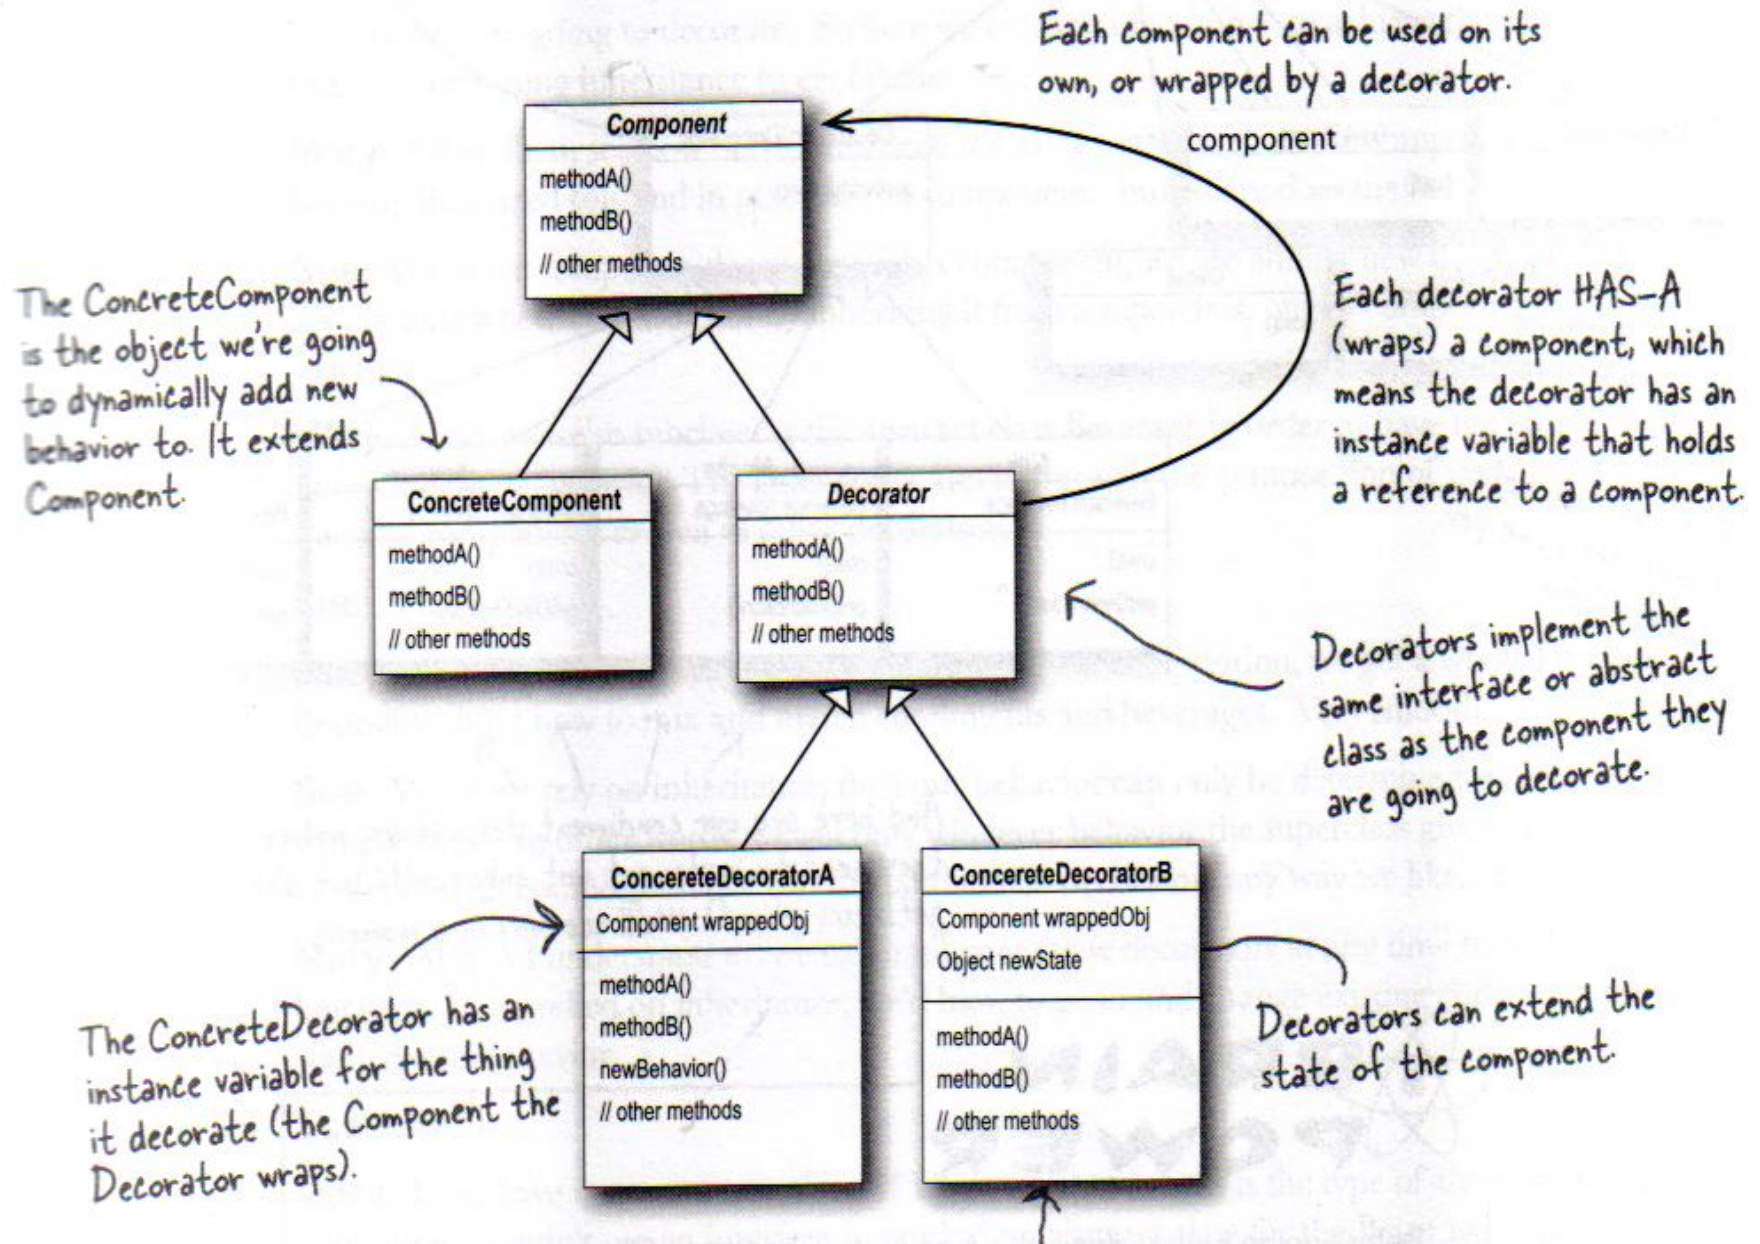 Each component can be used on its
own, or wrapped by a decorator.
component
Component
methodA()
methodB()
// other methods
The ConcreteComponent
is the object we're going
to dynamically add new
behavior to. It extends
Component.
Each decorator HAS-A
(wraps) a component, which
means the decorator has an
instance variable that holds
a reference to a component.
ConcreteComponent
methodA()
methodB()
// other methods
Decorator
methodA()
methodB()
// other methods
Decorators implement the
same interface or abstract
class as the component they
are going to decorate.
ConcereteDecoratorA
Component wrappedObj
methodA()
methodB()
newBehavior()
// other methods
ConcereteDecoratorB
Component wrappedObj
Object newState
methodA()
methodB()
// other methods
The ConcreteDecorator has an
instance variable for the thing
it decorate (the Component the
Decorator wraps).
Decorators can extend the
state of the component.